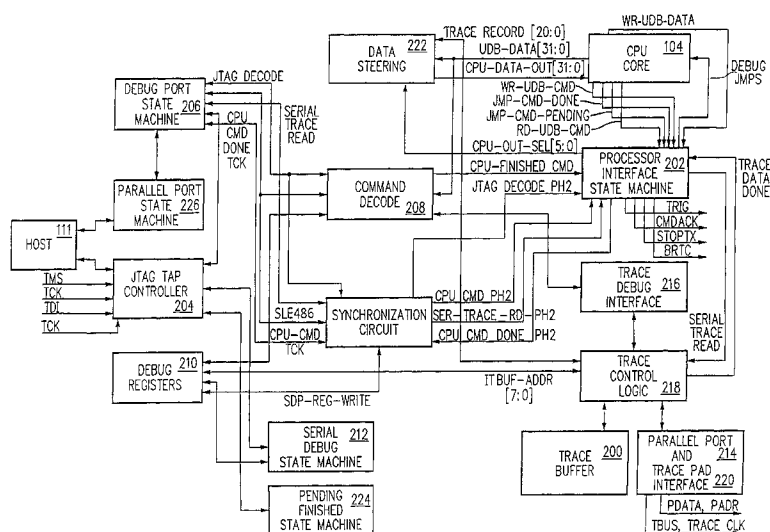 WR-UDB-DATA
TRACE RECORD [20:0]
UDB-DATA[31:0]
CPU-DATA-OUT[31:0]
DATA STEERING 222
CPU CORE 104
DEBUG JMPS
WR-UDB-CMD
JMP-CMD-DONE
JMP-CMD-PENDING
RD-UDB-CMD
CPU-OUT-SEL[5:0]
JTAG DECODE
DEBUG PORT STATE MACHINE 206
SERIAL TRACE READ
CPU CMD DONE TCK
CPU-FINISHED CMD
JTAG DECODE PH2
PROCESSOR INTERFACE STATE MACHINE 202
TRACE DATA DONE
PARALLEL PORT STATE MACHINE 226
COMMAND DECODE 208
TRIG
CMDACK
STOPTX
BRTC
HOST 111
JTAG TAP CONTROLLER 204
TMS
TCK
TDI
TCK
SLE486
CPU-CMD TCK
SYNCHRONIZATION CIRCUIT
CPU CMD PH2
SER-TRACE-RD-PH2
CPU CMD DONE PH2
TRACE DEBUG INTERFACE 216
SERIAL TRACE READ
DEBUG REGISTERS 210
SDP-REG-WRITE
ITBUF-ADDR [7:0]
TRACE CONTROL LOGIC 218
SERIAL DEBUG STATE MACHINE 212
TRACE BUFFER 200
PARALLEL PORT AND 214
TRACE PAD INTERFACE 220
PENDING FINISHED STATE MACHINE 224
PDATA, PADR
TBUS, TRACE CLK